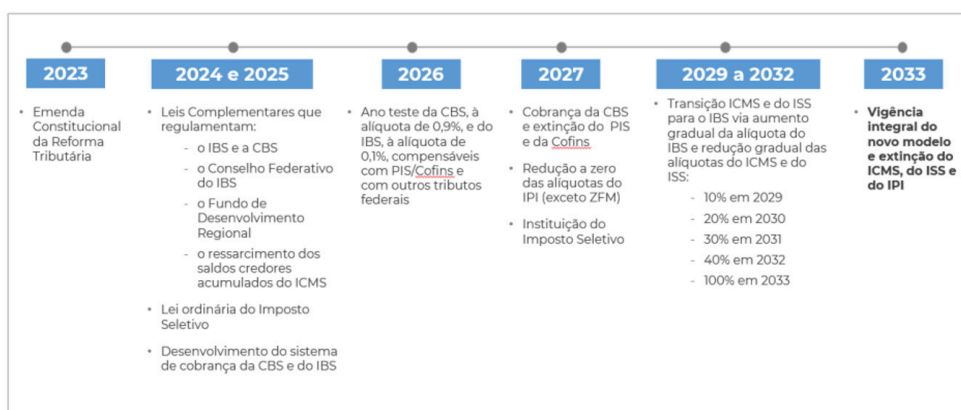 2023
• Emenda
Constitucional
da Reforma
Tributária
2024 e 2025
• Leis Complementares que
regulamentam:
- o IBS e a CBS
- o Conselho Federativo
do IBS
- o Fundo de
Desenvolvimento
Regional
- o ressarcimento dos
saldos credores
acumulados do ICMS
• Lei ordinária do Imposto
Seletivo
• Desenvolvimento do sistema
de cobrança da CBS e do IBS
2026
• Ano teste da CBS, à
alíquota de 0,9%, e do
IBS, à alíquota de
0,1%, compensáveis
com PIS/Cofins e
com outros tributos
federais
2027
• Cobrança da CBS
e extinção do PIS
e da Cofins
• Redução a zero
das alíquotas do
IPI (exceto ZFM)
• Instituição do
Imposto Seletivo
2029 a 2032
• Transição ICMS e do ISS
para o IBS via aumento
gradual da alíquota do
IBS e redução gradual das
alíquotas do ICMS e do
ISS:
- 10% em 2029
- 20% em 2030
- 30% em 2031
- 40% em 2032
- 100% em 2033
2033
• Vigência
integral do
novo modelo
e extinção do
ICMS, do ISS e
do IPI